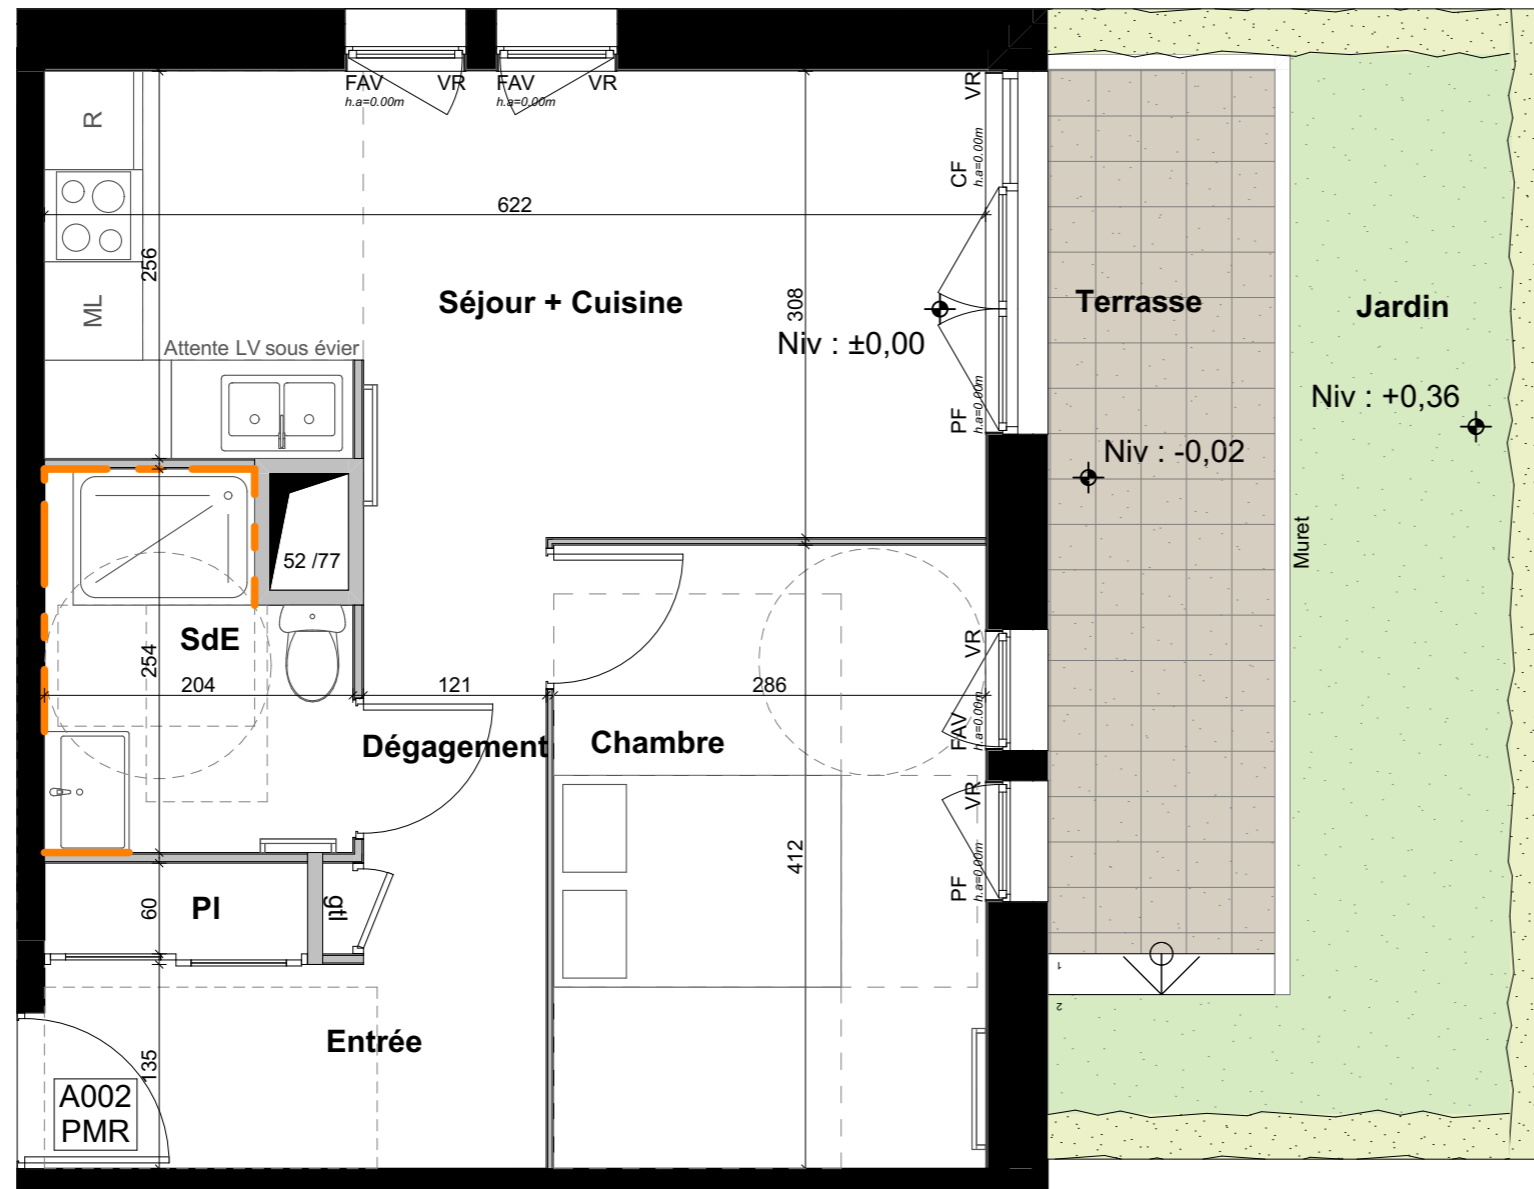 FAV
h.a=0.00m
VR
FAV
h.a=0.00m
VR
VR
CF
h.a=0.00m
R
622
256
Séjour + Cuisine
308
Niv : ±0,00
Terrasse
Jardin
ML
Attente LV sous évier
PF
h.a=0.00m
Niv : +0,36
Niv : -0,02
Muret
52 /77
SdE
254
204
121
286
VR
FAV
h.a=0.00m
Dégagement
Chambre
VR
PF
h.a=0.00m
412
60
Pl
gtl
1
2
Entrée
135
A002
PMR